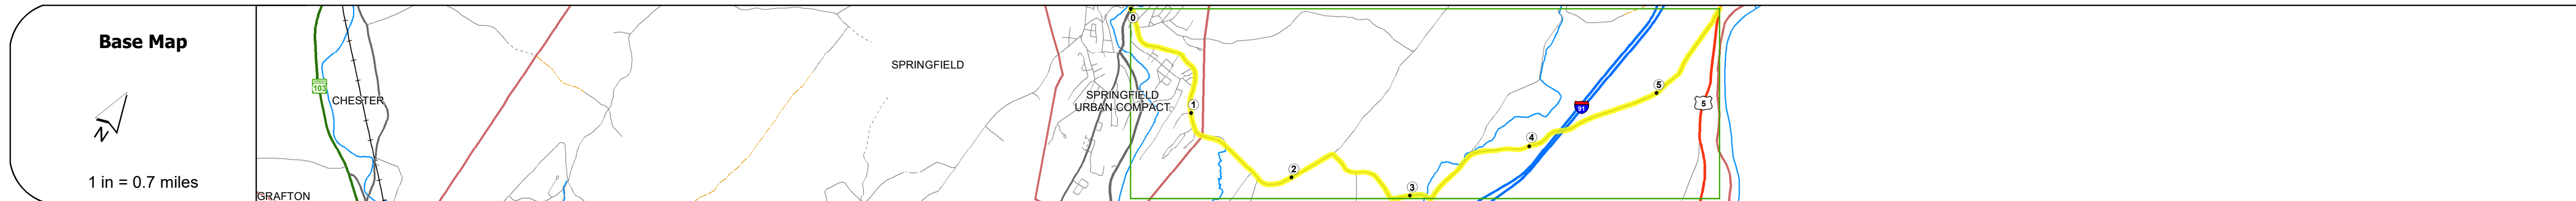 Base Map
N
1 in = 0.7 miles
103
CHESTER
GRAFTON
SPRINGFIELD
SPRINGFIELD
URBAN COMPACT
0
1
2
3
4
5
91
5